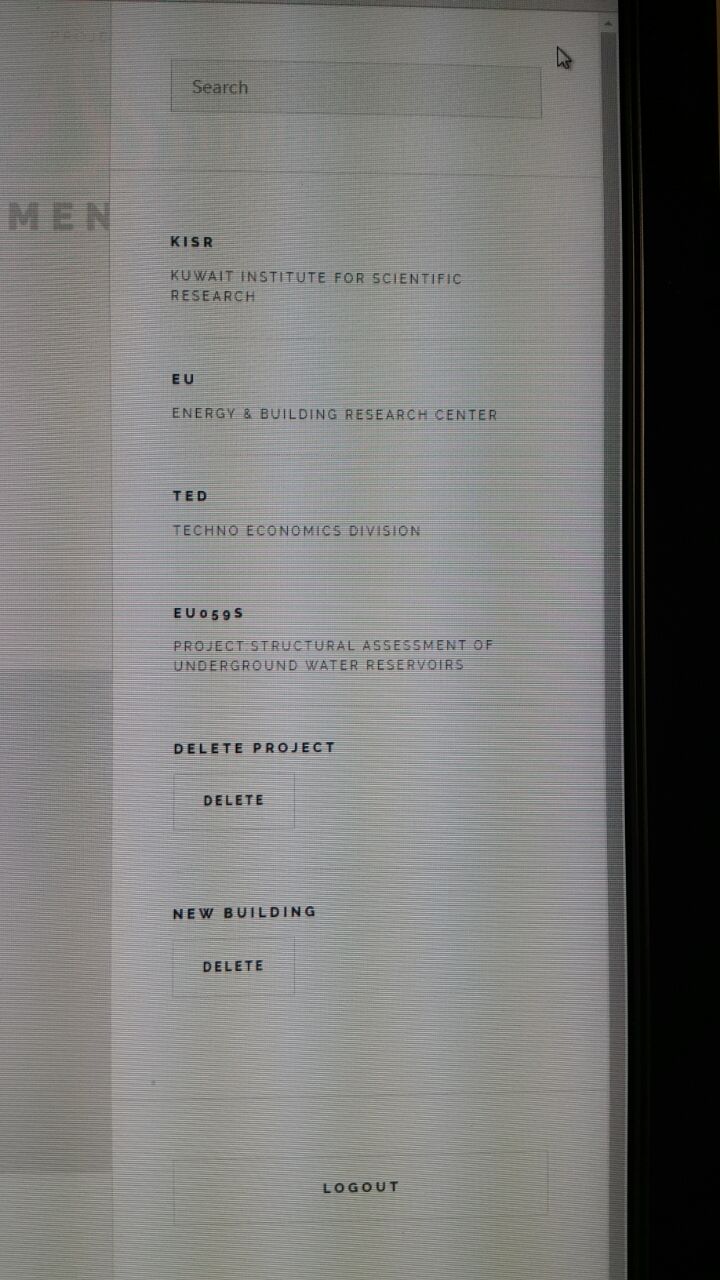 MEN
Search
KISR
KUWAIT INSTITUTE FOR SCIENTIFIC
RESEARCH
EU
ENERGY & BUILDING RESEARCH CENTER
TED
TECHNO ECONOMICS DIVISION
EU059S
PROJECT:STRUCTURAL ASSESSMENT OF
UNDERGROUND WATER RESERVOIRS
DELETE PROJECT
DELETE
NEW BUILDING
DELETE
LOGOUT